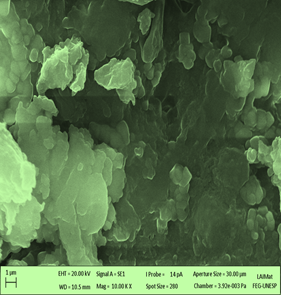 1 µm EHT = 20.00 kV Signal A = SE1 I Probe = 14 pA Aperture Size = 30.00 µm LAIMat
WD = 10.5 mm Mag = 10.00 K X Spot Size = 280 Chamber = 3.92e-003 Pa FEG-UNESP